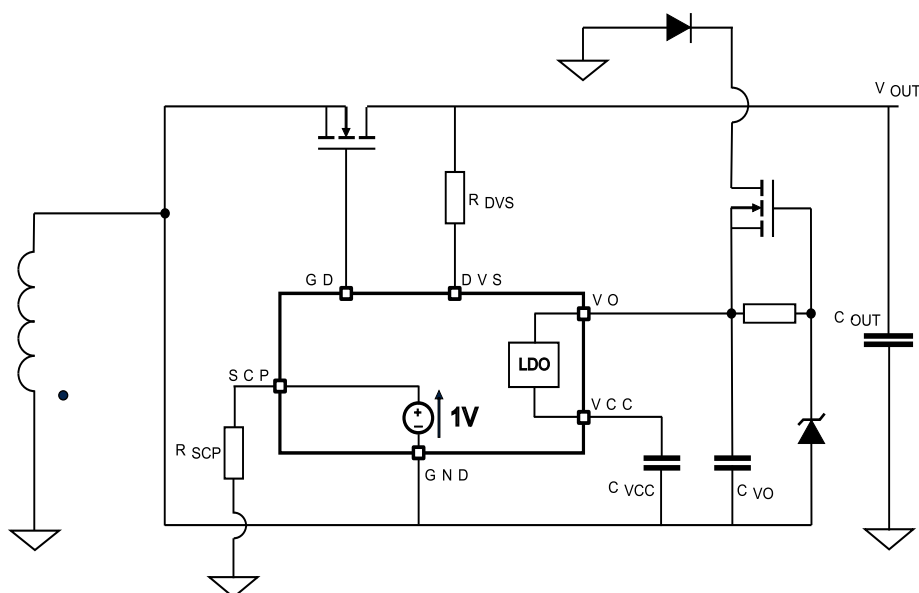 V OUT
R DVS
G D
D V S
V O
C OUT
LDO
S C P
1V
V C C
R SCP
G N D
C VCC
C VO